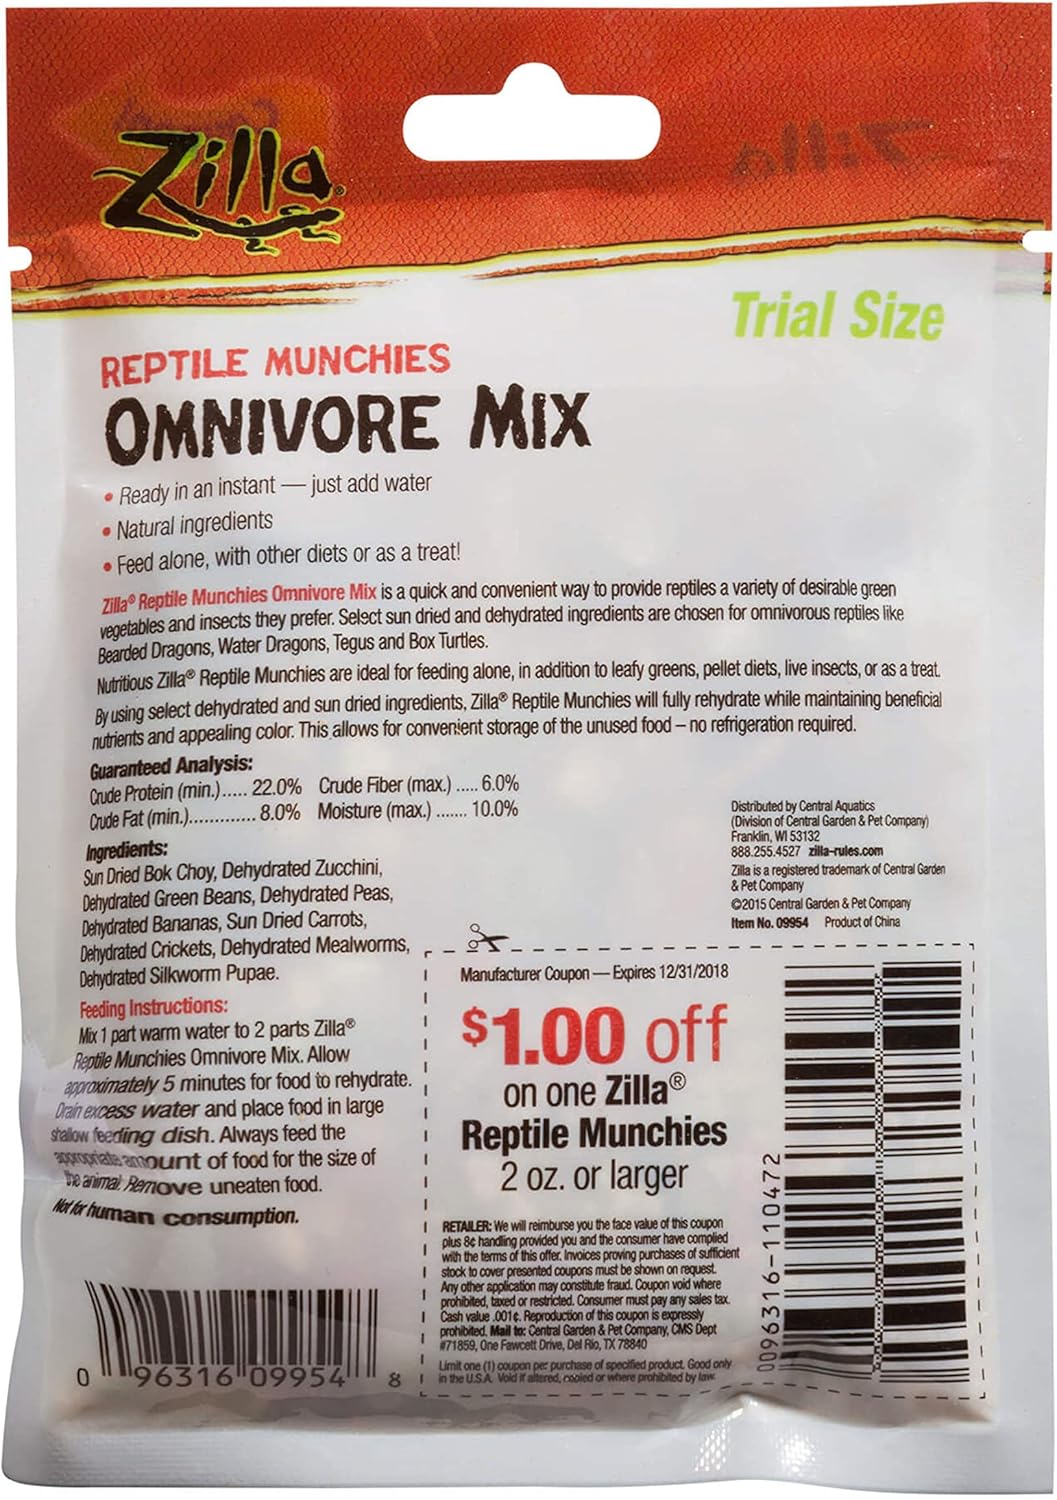 Zilla®
Trial Size
REPTILE MUNCHIES
OMNIVORE MIX
• Ready in an instant — just add water
• Natural ingredients
• Feed alone, with other diets or as a treat!
Zilla® Reptile Munchies Omnivore Mix is a quick and convenient way to provide reptiles a variety of desirable green
vegetables and insects they prefer. Select sun dried and dehydrated ingredients are chosen for omnivorous reptiles like
Bearded Dragons, Water Dragons, Tegus and Box Turtles.
Nutritious Zilla® Reptile Munchies are ideal for feeding alone, in addition to leafy greens, pellet diets, live insects, or as a treat.
By using select dehydrated and sun dried ingredients, Zilla® Reptile Munchies will fully rehydrate while maintaining beneficial
nutrients and appealing color. This allows for convenient storage of the unused food – no refrigeration required.
Guaranteed Analysis:
Crude Protein (min.)..... 22.0% Crude Fiber (max.) ..... 6.0%
Crude Fat (min.)............. 8.0% Moisture (max.) ....... 10.0%
Ingredients:
Sun Dried Bok Choy, Dehydrated Zucchini,
Dehydrated Green Beans, Dehydrated Peas,
Dehydrated Bananas, Sun Dried Carrots,
Dehydrated Crickets, Dehydrated Mealworms,
Dehydrated Silkworm Pupae.
Feeding Instructions:
Mix 1 part warm water to 2 parts Zilla®
Reptile Munchies Omnivore Mix. Allow
approximately 5 minutes for food to rehydrate.
Drain excess water and place food in large
shallow feeding dish. Always feed the
appropriate amount of food for the size of
the animal. Remove uneaten food.
Not for human consumption.
0 96316 09954 8
Distributed by Central Aquatics
(Division of Central Garden & Pet Company)
Franklin, WI 53132
888.255.4527 zilla-rules.com
Zilla is a registered trademark of Central Garden
& Pet Company
©2015 Central Garden & Pet Company
Item No. 09954 Product of China
Manufacturer Coupon — Expires 12/31/2018
$1.00 off
on one Zilla®
Reptile Munchies
2 oz. or larger
RETAILER: We will reimburse you the face value of this coupon
plus 8¢ handling provided you and the consumer have complied
with the terms of this offer. Invoices proving purchases of sufficient
stock to cover presented coupons must be shown on request.
Any other application may constitute fraud. Coupon void where
prohibited, taxed or restricted. Consumer must pay any sales tax.
Cash value .001¢. Reproduction of this coupon is expressly
prohibited. Mail to: Central Garden & Pet Company, CMS Dept
#71859, One Fawcett Drive, Del Rio, TX 78840
Limit one (1) coupon per purchase of specified product. Good only
in the U.S.A. Void if altered, copied or where prohibited by law.
0096316-110472